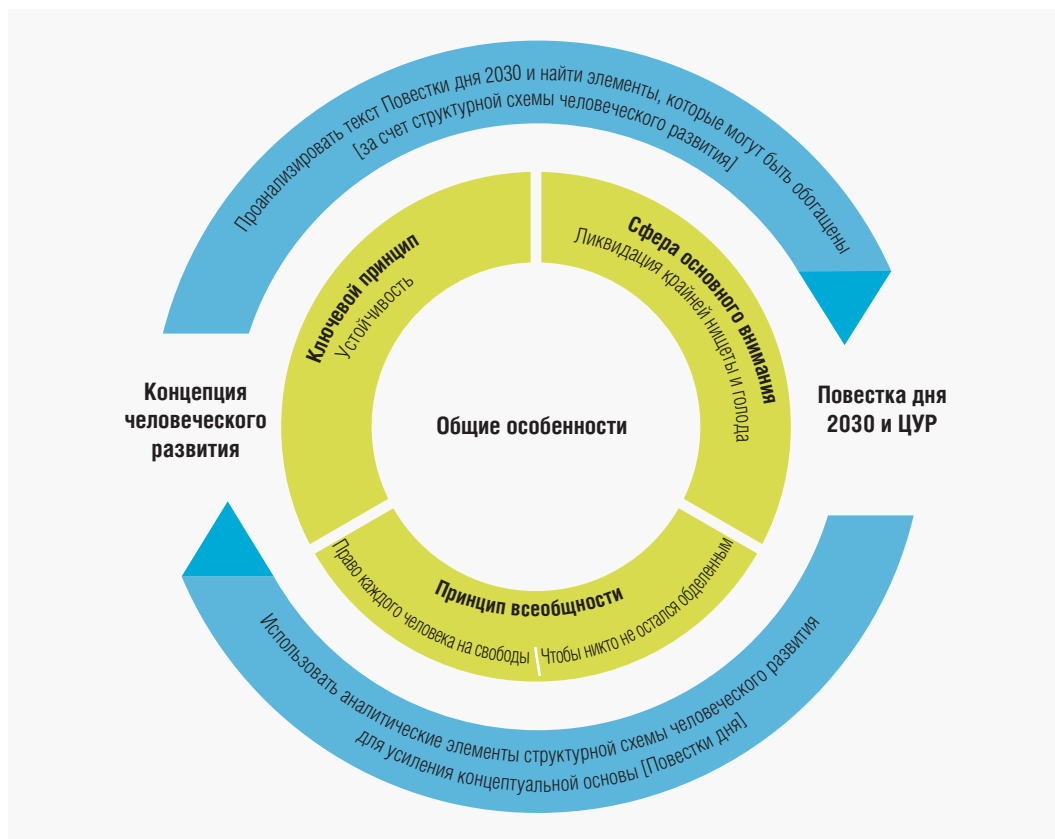 Проанализировать текст Повестки дня 2030 и найти элементы, которые могут быть обогащены
[за счет структурной схемы человеческого развития]
Ключевой принцип
Устойчивость
Сфера основного внимания
Ликвидация крайней нищеты и голода
Концепция
человеческого
развития
Общие особенности
Повестка дня
2030 и ЦУР
Принцип всеобщности
Право каждого человека на свободы
Чтобы никто не остался обделенным
Использовать аналитические элементы структурной схемы человеческого развития
для усиления концептуальной основы [Повестки дня]